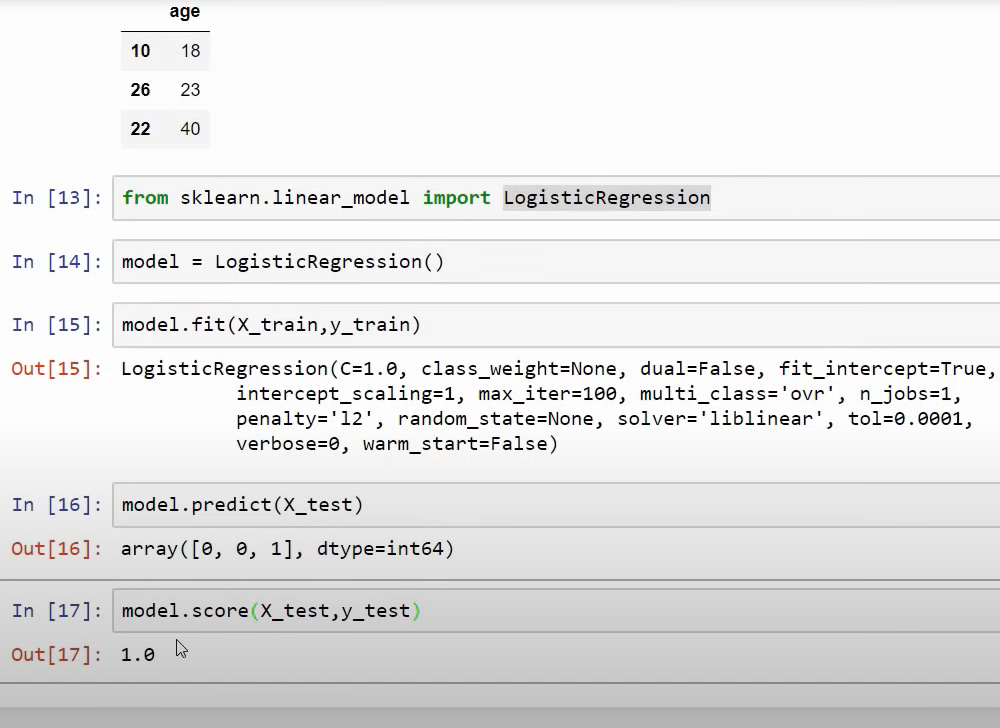 age
10 18
26 23
22 40
In [13]: from sklearn.linear_model import LogisticRegression
In [14]: model = LogisticRegression()
In [15]: model.fit(X_train,y_train)
Out[15]: LogisticRegression(C=1.0, class_weight=None, dual=False, fit_intercept=True,
intercept_scaling=1, max_iter=100, multi_class='ovr', n_jobs=1,
penalty='l2', random_state=None, solver='liblinear', tol=0.0001,
verbose=0, warm_start=False)
In [16]: model.predict(X_test)
Out[16]: array([0, 0, 1], dtype=int64)
In [17]: model.score(X_test,y_test)
Out[17]: 1.0